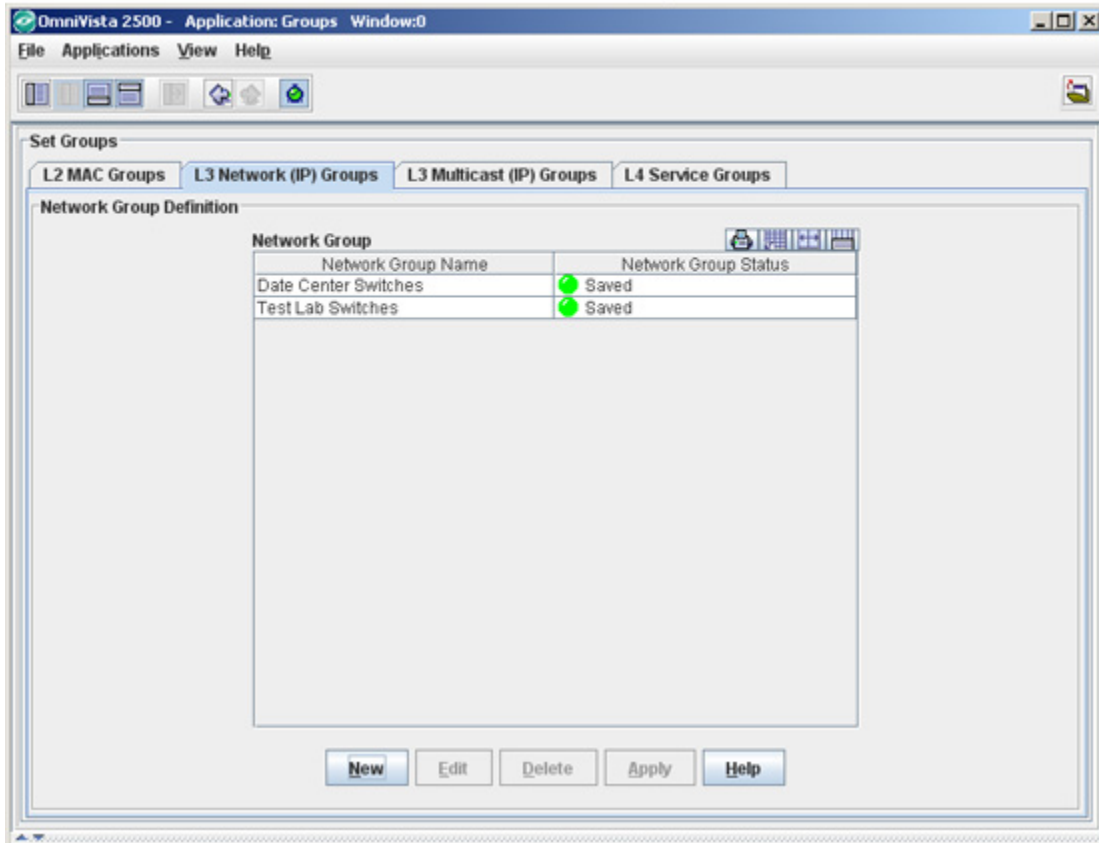 OmniVista 2500 - Application: Groups Window:0
File Applications View Help
Set Groups
L2 MAC Groups L3 Network (IP) Groups L3 Multicast (IP) Groups L4 Service Groups
Network Group Definition
Network Group
Network Group Name Network Group Status
Date Center Switches Saved
Test Lab Switches Saved
New Edit Delete Apply Help